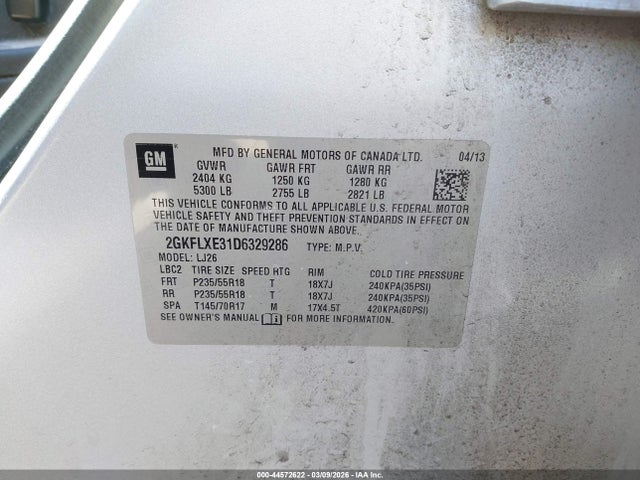 GM
MFD BY GENERAL MOTORS OF CANADA LTD. 04/13
GVWR GAWR FRT GAWR RR
2404 KG 1250 KG 1280 KG
5300 LB 2755 LB 2821 LB
THIS VEHICLE CONFORMS TO ALL APPLICABLE U.S. FEDERAL MOTOR
VEHICLE SAFETY AND THEFT PREVENTION STANDARDS IN EFFECT ON
THE DATE OF MANUFACTURE SHOWN ABOVE.
2GKFLXE31D6329286 TYPE: M.P.V.
MODEL: LJ26
LBC2 TIRE SIZE SPEED RTG RIM COLD TIRE PRESSURE
FRT P235/55R18 T 18X7J 240KPA(35PSI)
RR P235/55R18 T 18X7J 240KPA(35PSI)
SPA T145/70R17 M 17X4.5T 420KPA(60PSI)
SEE OWNER'S MANUAL FOR MORE INFORMATION.
000-44572622 - 03/09/2026 - IAA Inc.